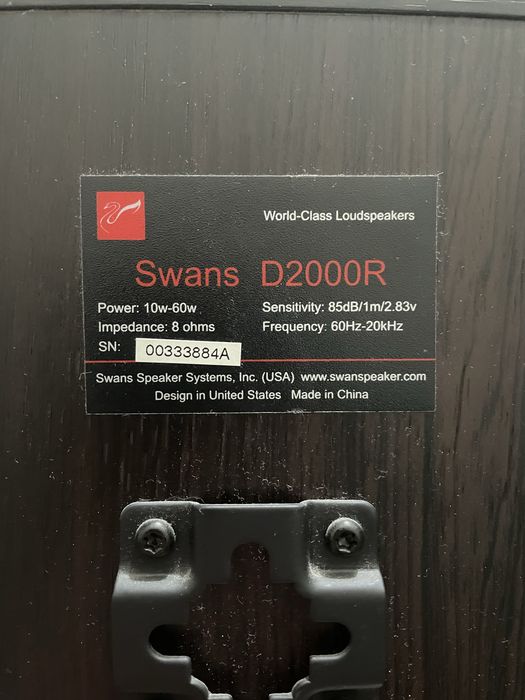 World-Class Loudspeakers
Swans D2000R
Power: 10w-60w Sensitivity: 85dB/1m/2.83v
Impedance: 8 ohms Frequency: 60Hz-20kHz
SN: 00333884A
Swans Speaker Systems, Inc. (USA) www.swanspeaker.com
Design in United States Made in China